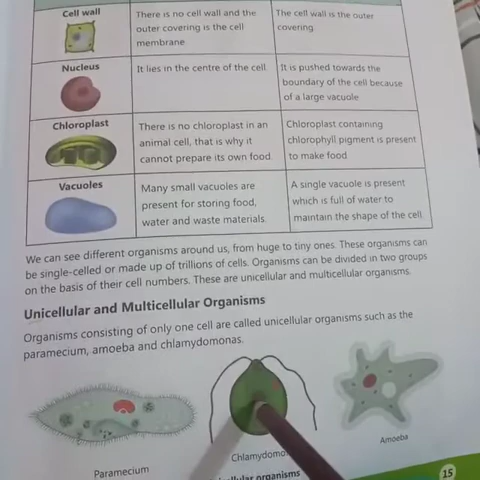 Cell wall
There is no cell wall and the
outer covering is the cell
membrane
The cell wall is the outer
covering
Nucleus
It lies in the centre of the cell
It is pushed towards the
boundary of the cell because
of a large vacuole
Chloroplast
There is no chloroplast in an
animal cell, that is why it
cannot prepare its own food
Chloroplast containing
chlorophyll pigment is present
to make food
Vacuoles
Many small vacuoles are
present for storing food,
water and waste materials
A single vacuole is present
which is full of water to
maintain the shape of the cell
We can see different organisms around us, from huge to tiny ones. These organisms can
be single-celled or made up of trillions of cells. Organisms can be divided in two groups
on the basis of their cell numbers. These are unicellular and multicellular organisms.
Unicellular and Multicellular Organisms
Organisms consisting of only one cell are called unicellular organisms such as the
paramecium, amoeba and chlamydomonas.
Paramecium
Amoeba
organisms
15